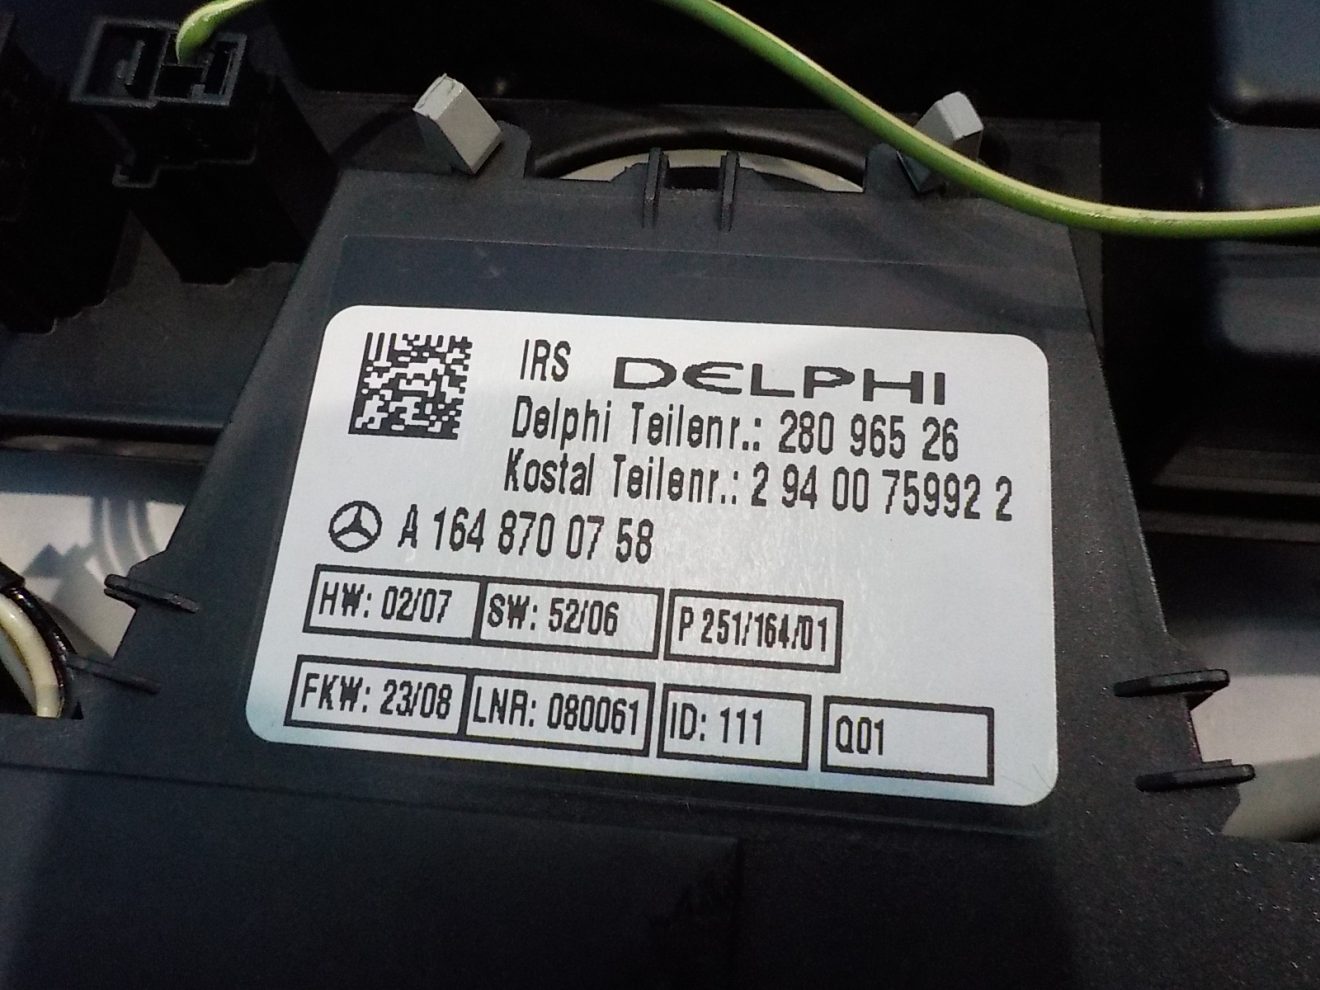 IRS DELPHI
Delphi Teilenr.: 280 965 26
Kostal Teilenr.: 2 94 00 75992 2
A 164 870 07 58
HW: 02/07 SW: 52/06 P 251/164/01
FKW: 23/08 LNR: 080061 ID: 111 Q01